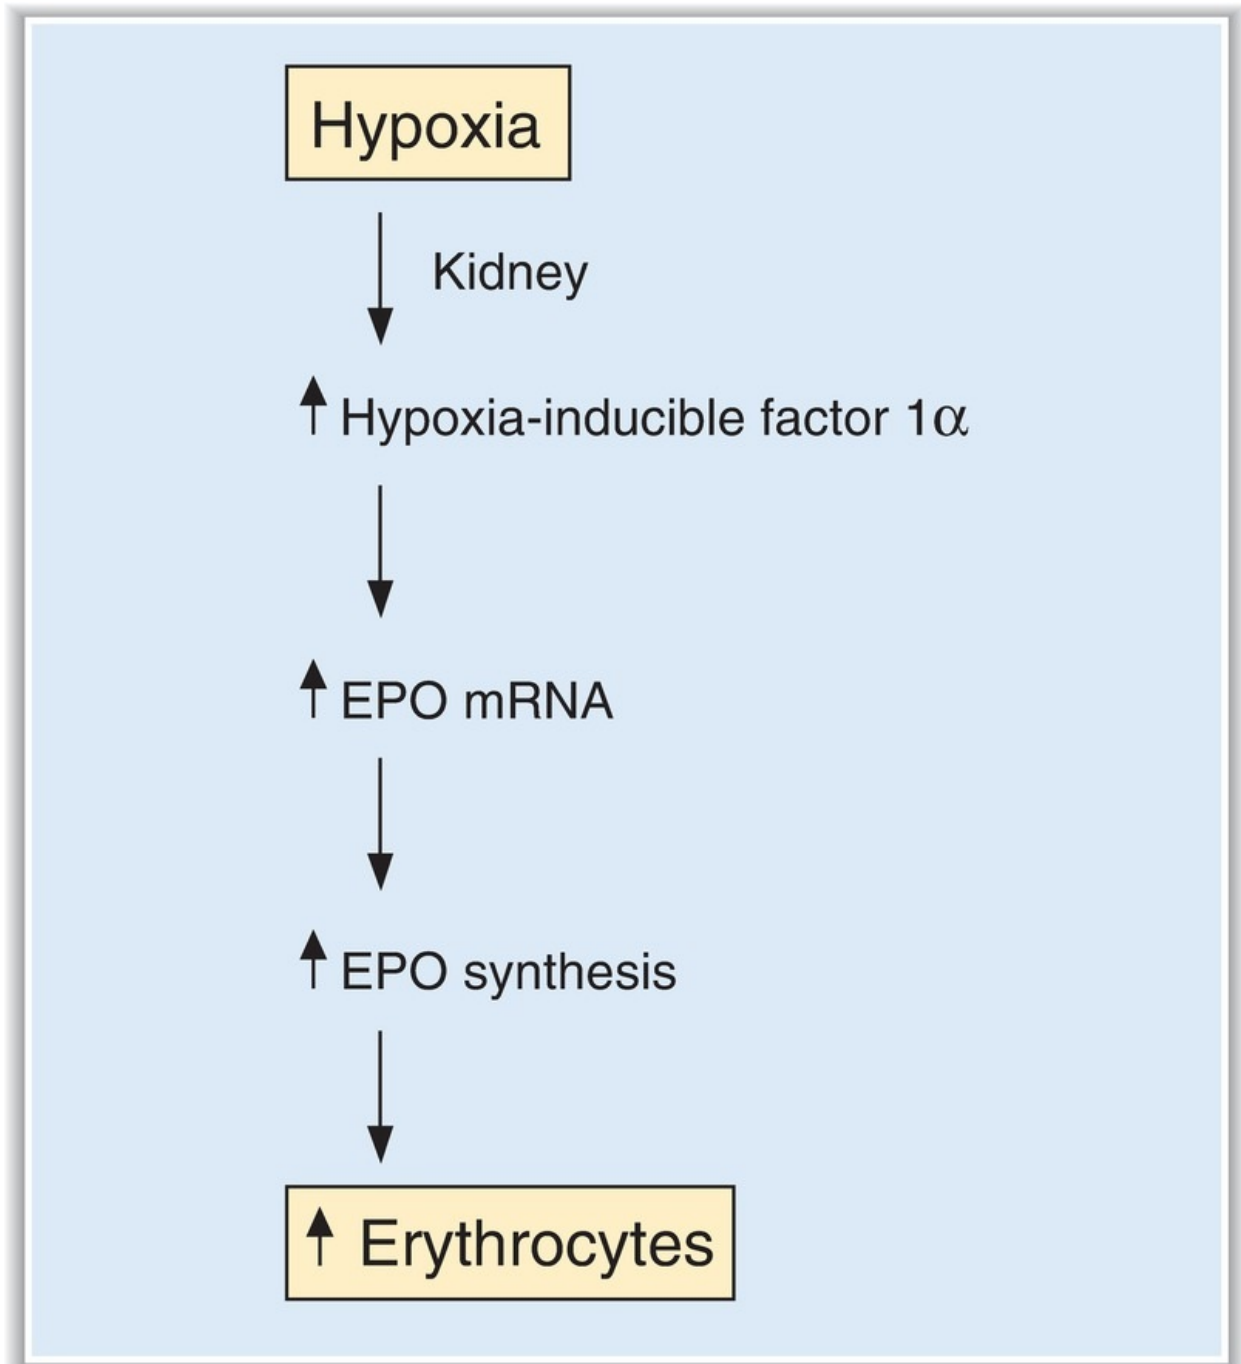 Hypoxia
Kidney
↑ Hypoxia-inducible factor 1α
↑ EPO mRNA
↑ EPO synthesis
↑ Erythrocytes